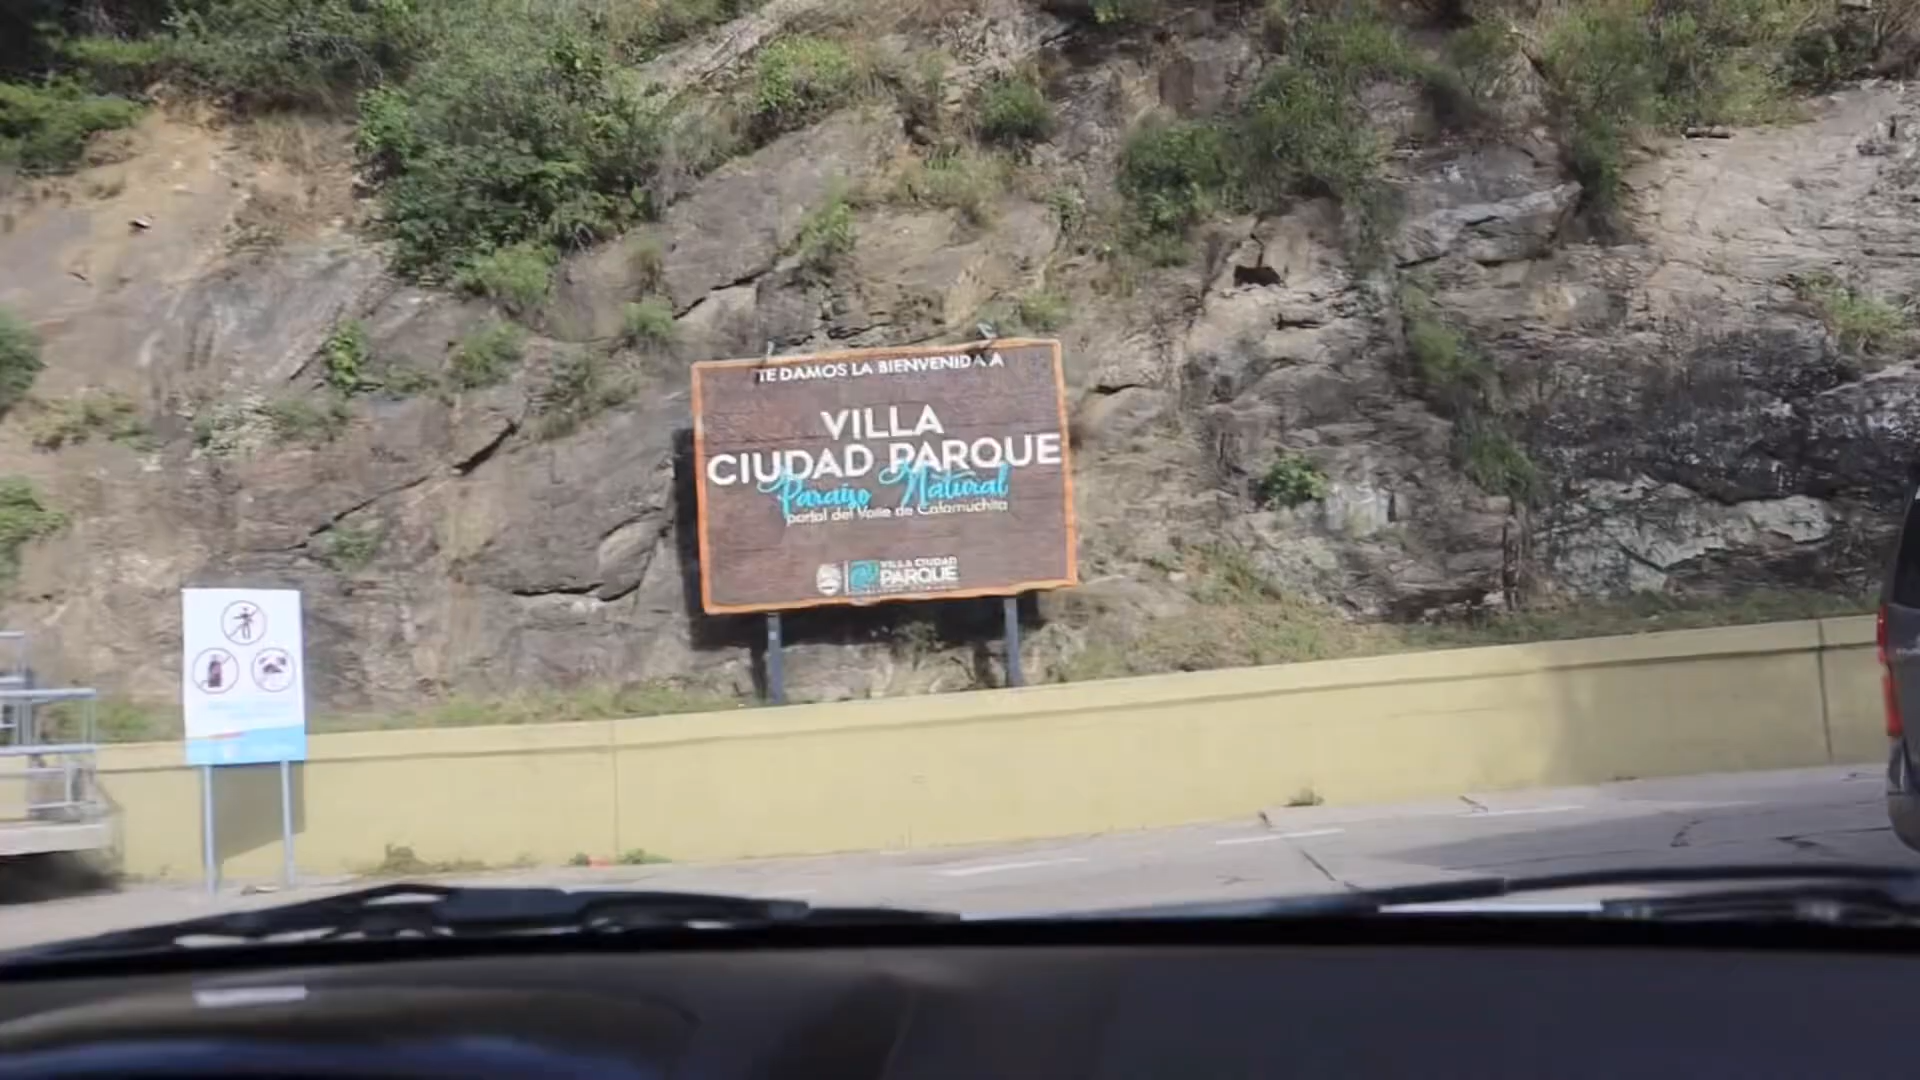 TE DAMOS LA BIENVENIDA A
VILLA
CIUDAD PARQUE
Paraíso Natural
portal del Valle de Calamuchita
VILLA CIUDAD
PARQUE